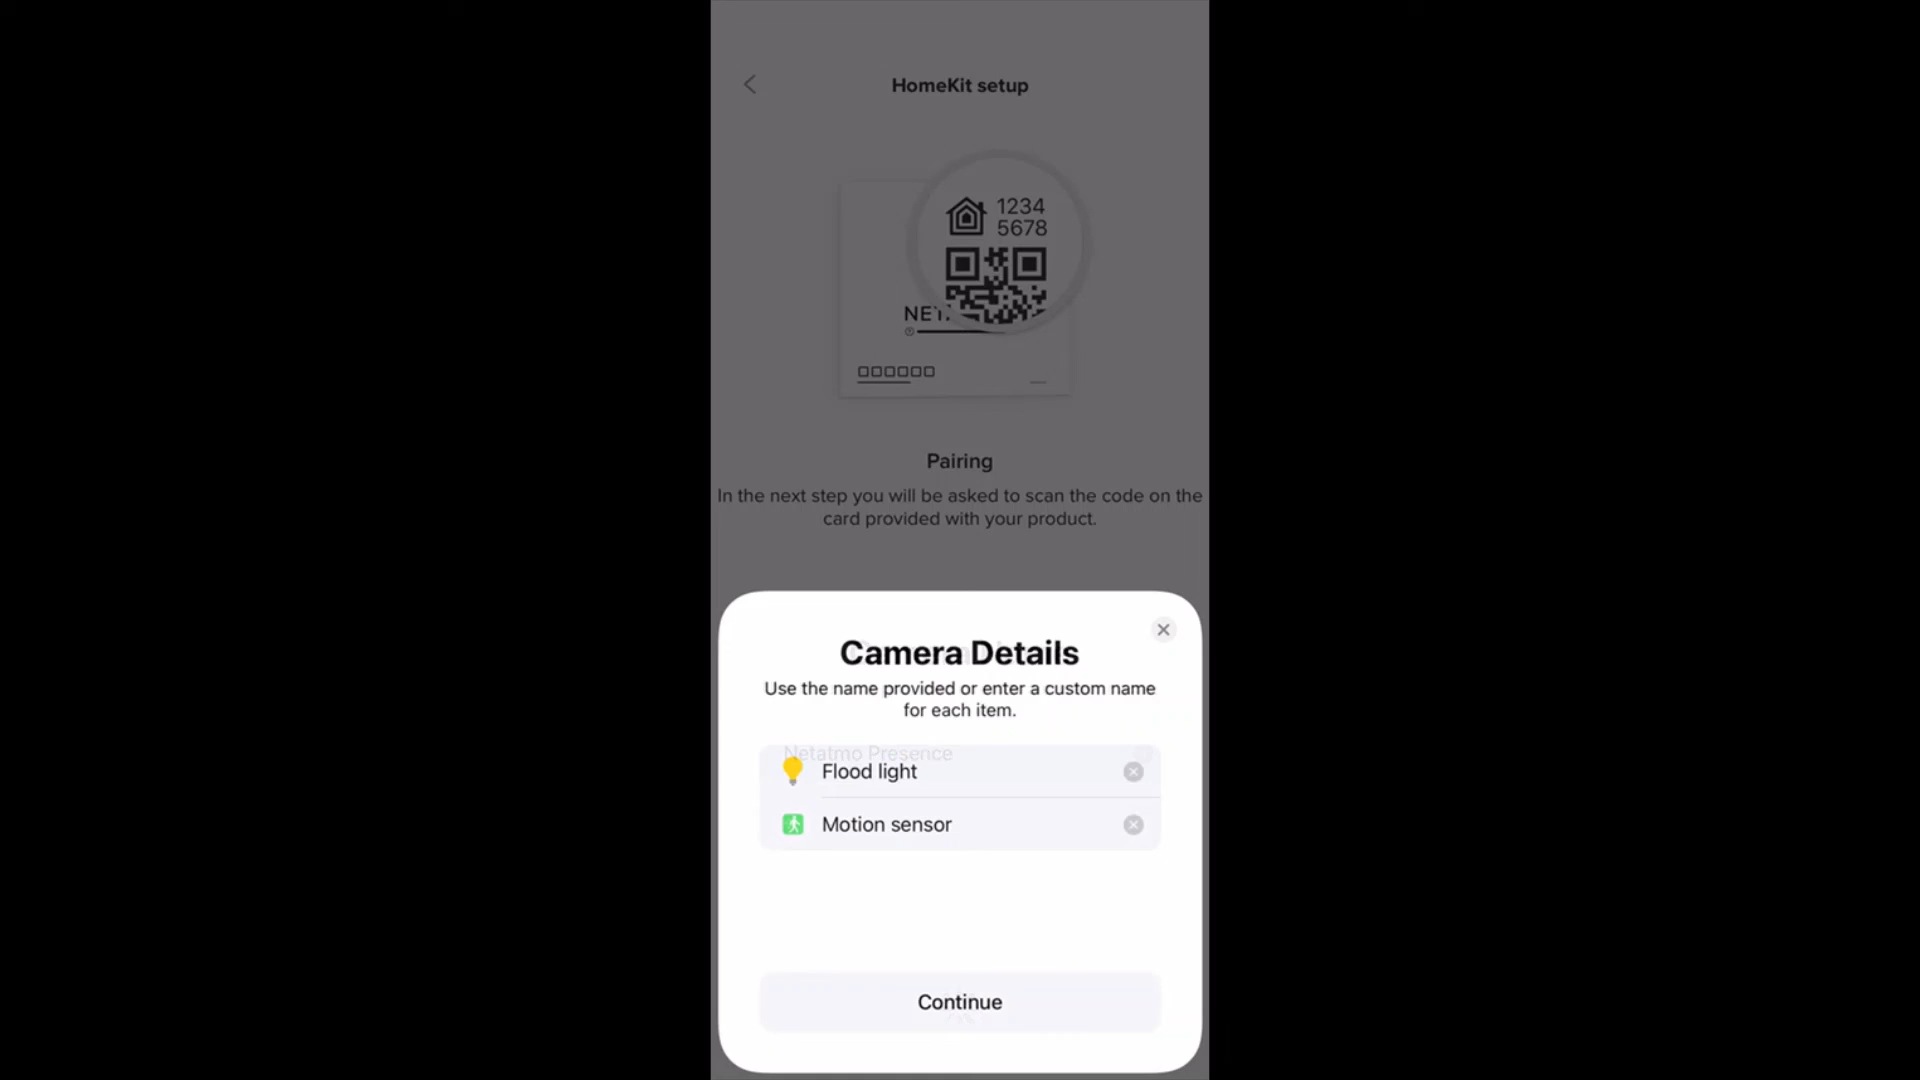 HomeKit setup
1234
5678
NET
Pairing
In the next step you will be asked to scan the code on the
card provided with your product.
Camera Details
Use the name provided or enter a custom name
for each item.
Netatmo Presence
Flood light
Motion sensor
Continue